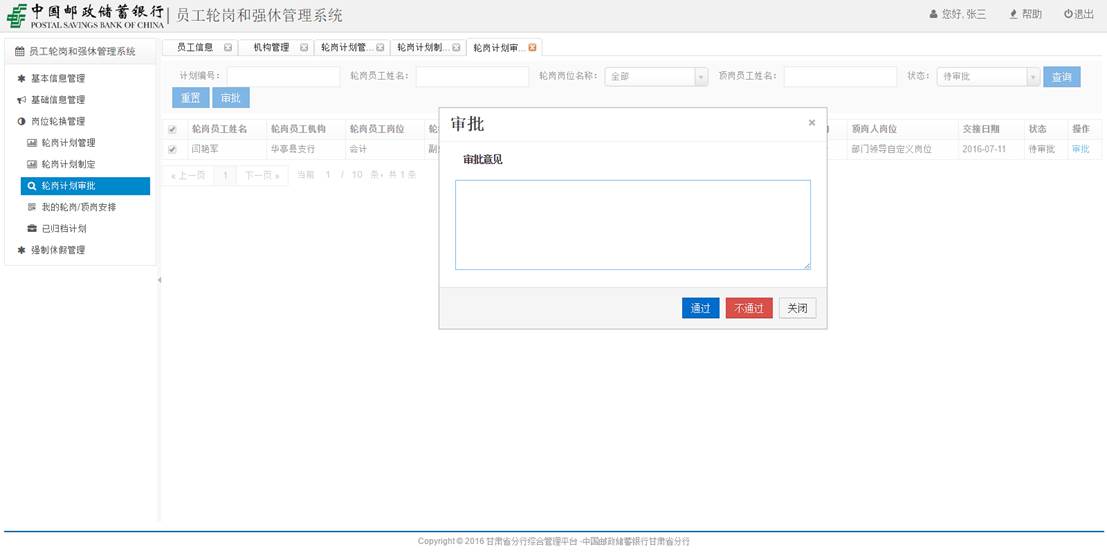 中国邮政储蓄银行
POSTAL SAVINGS BANK OF CHINA
员工轮岗和强休管理系统
您好, 张三 帮助 退出
员工轮岗和强休管理系统
基本信息管理
基础信息管理
岗位轮换管理
轮岗计划管理
轮岗计划制定
轮岗计划审批
我的轮岗/顶岗安排
已归档计划
强制休假管理
员工信息 机构管理 轮岗计划管... 轮岗计划制... 轮岗计划审...
计划编号: 轮岗员工姓名: 轮岗岗位名称: 全部 顶岗员工姓名: 状态: 待审批 查询
重置 审批
轮岗员工姓名 轮岗员工机构 轮岗员工岗位 顶岗人岗位 交接日期 状态 操作
闫艳军 华亭县支行 会计 部门领导自定义岗位 2016-07-11 待审批 审批
« 上一页 1 下一页 » 当前 1 / 10 条，共 1 条
审批 ×
审批意见
通过 不通过 关闭
Copyright © 2016 甘肃省分行综合管理平台 -中国邮政储蓄银行甘肃省分行